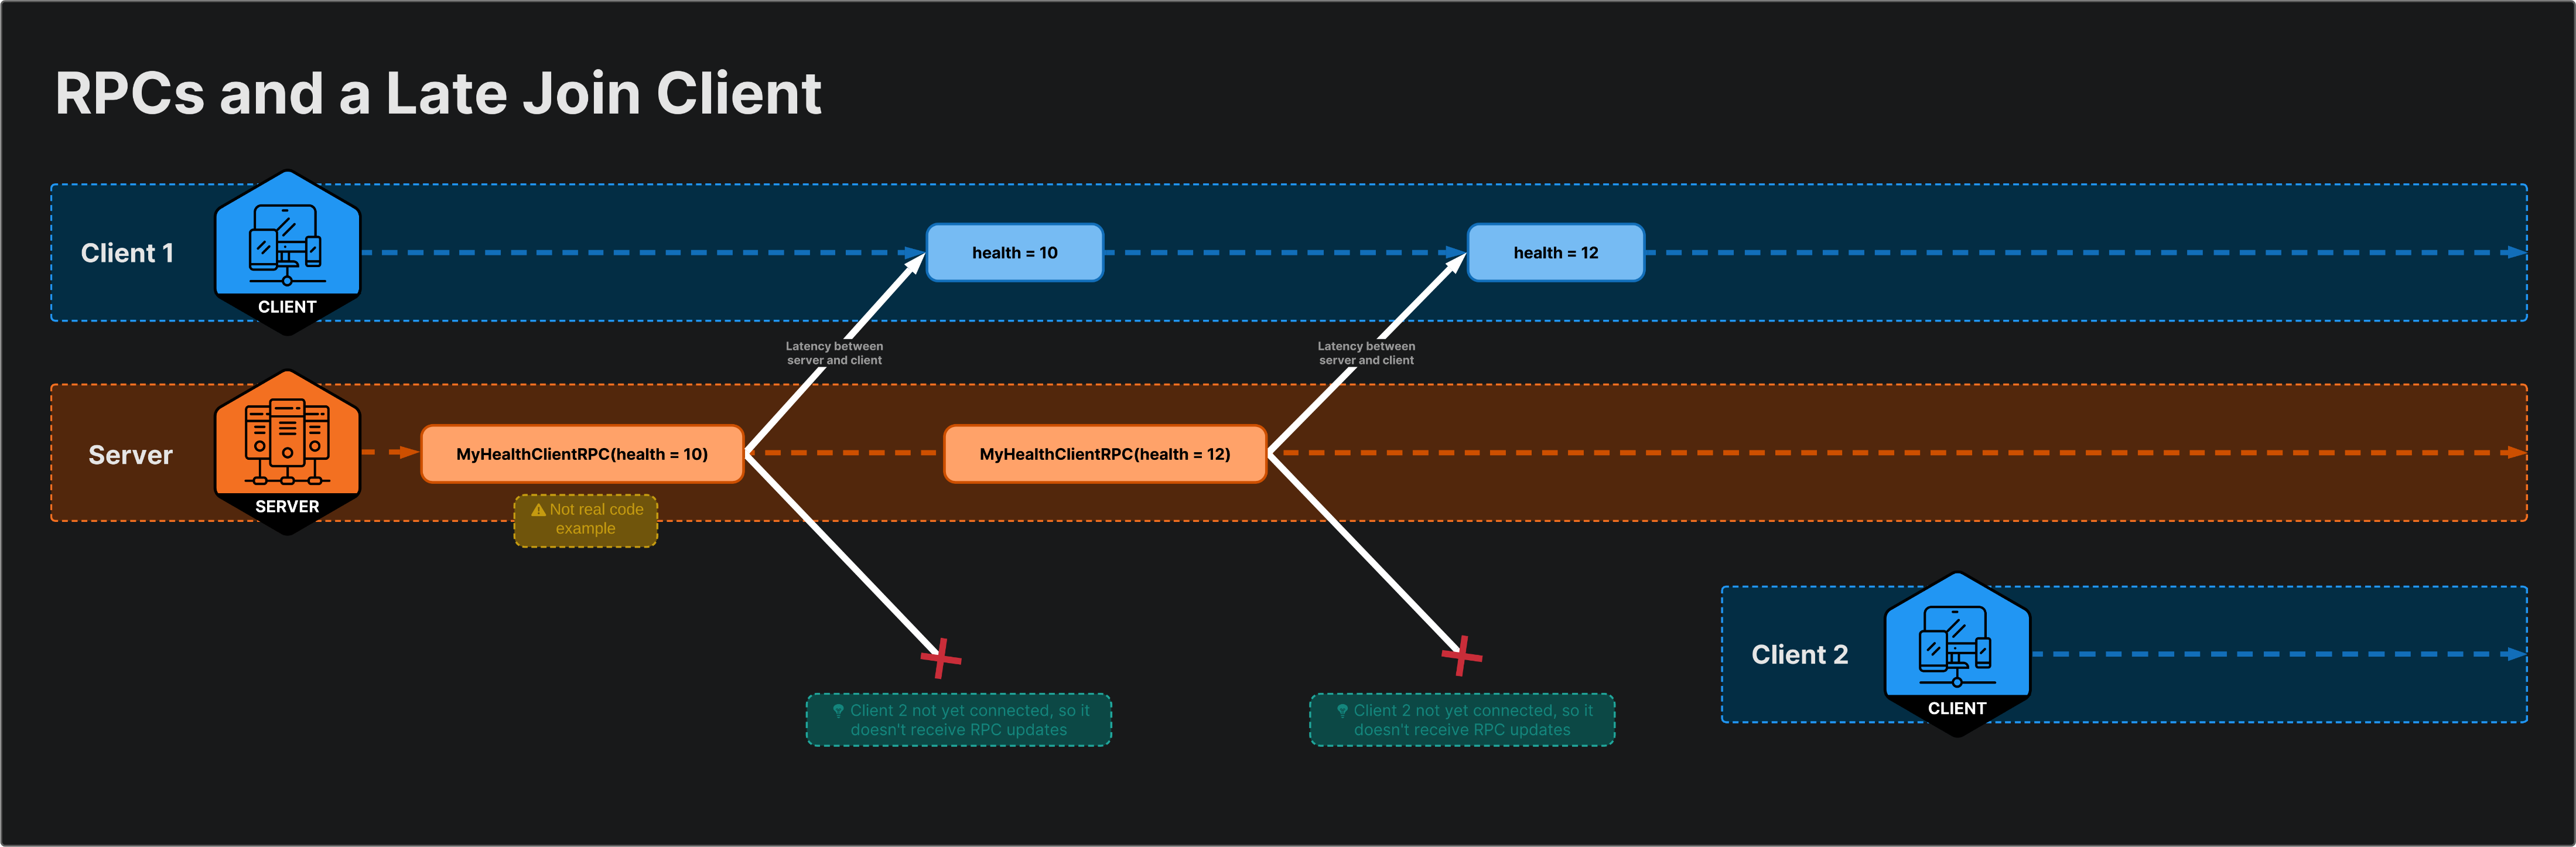 RPCs and a Late Join Client
Client 1
CLIENT
health = 10
health = 12
Latency between
server and client
Latency between
server and client
Server
SERVER
MyHealthClientRPC(health = 10)
MyHealthClientRPC(health = 12)
Not real code
example
Client 2 not yet connected, so it
doesn't receive RPC updates
Client 2 not yet connected, so it
doesn't receive RPC updates
Client 2
CLIENT